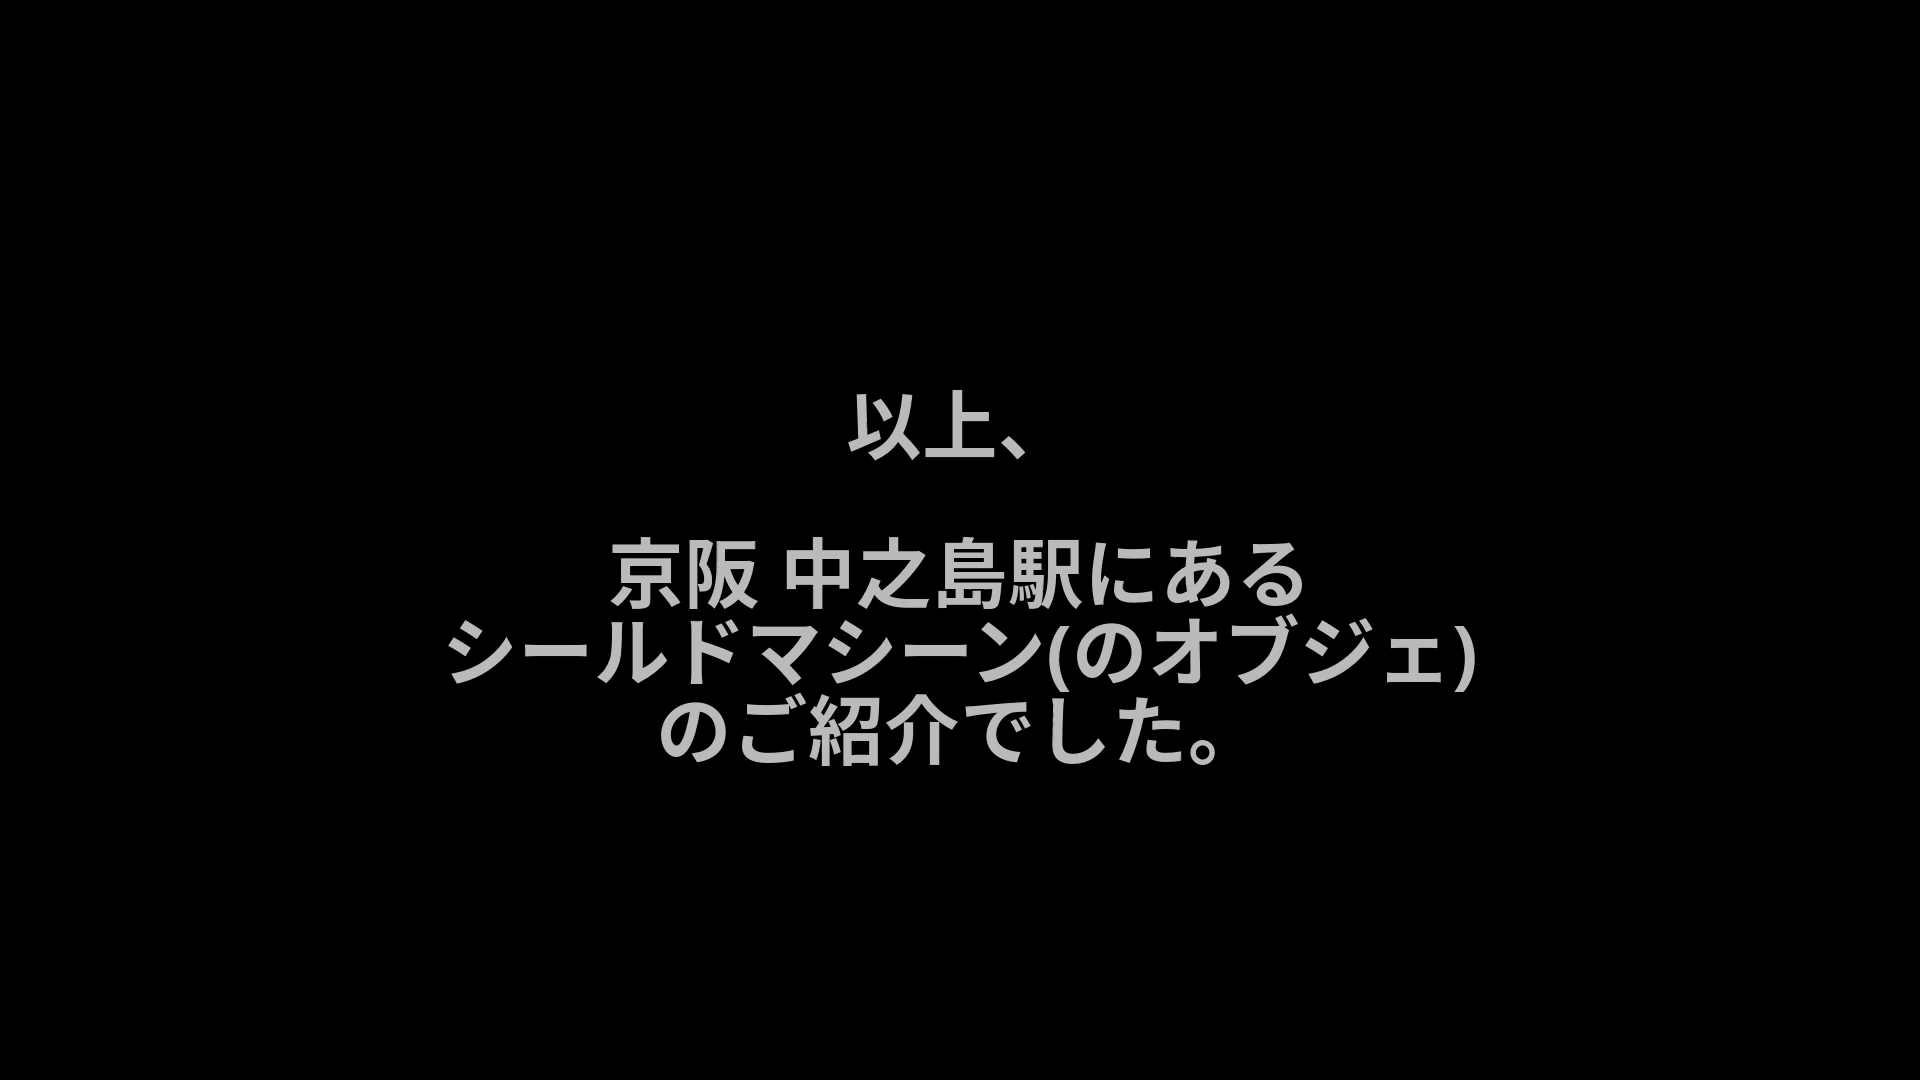 以上、
京阪 中之島駅にある
シールドマシーン(のオブジェ)
のご紹介でした。